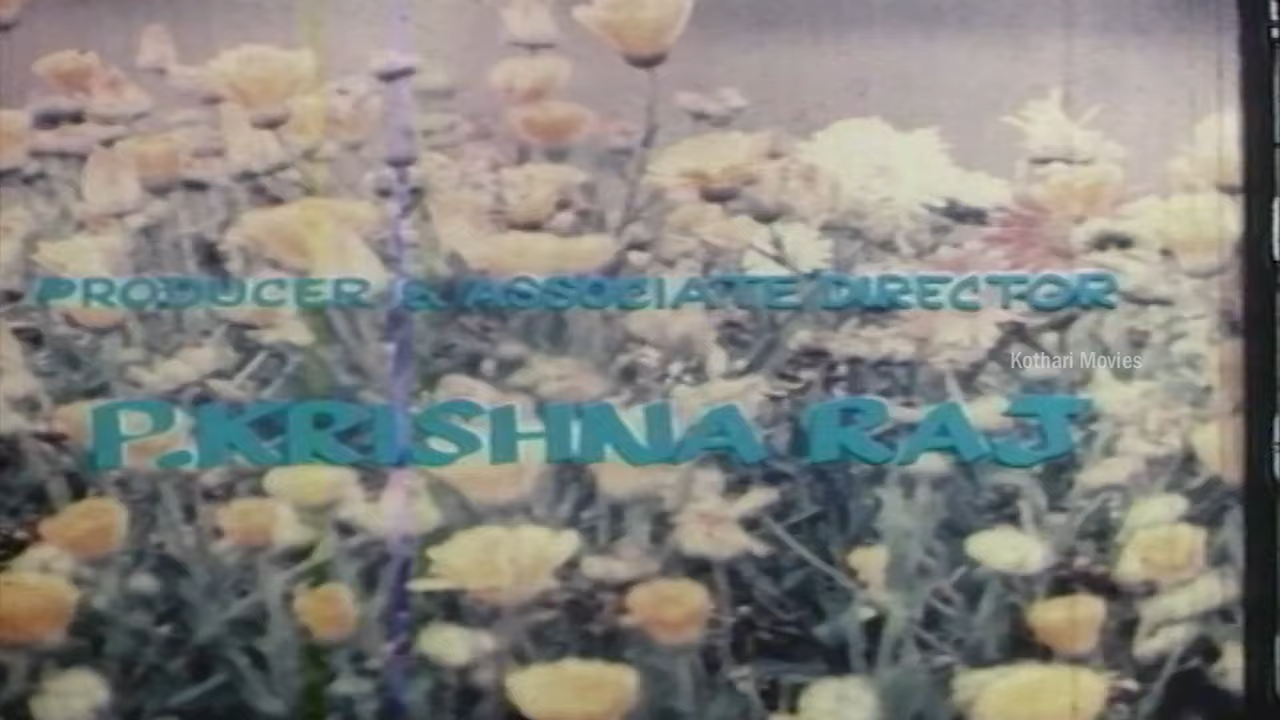 PRODUCER & ASSOCIATE DIRECTOR
Kothari Movies
P.KRISHNA RAJ